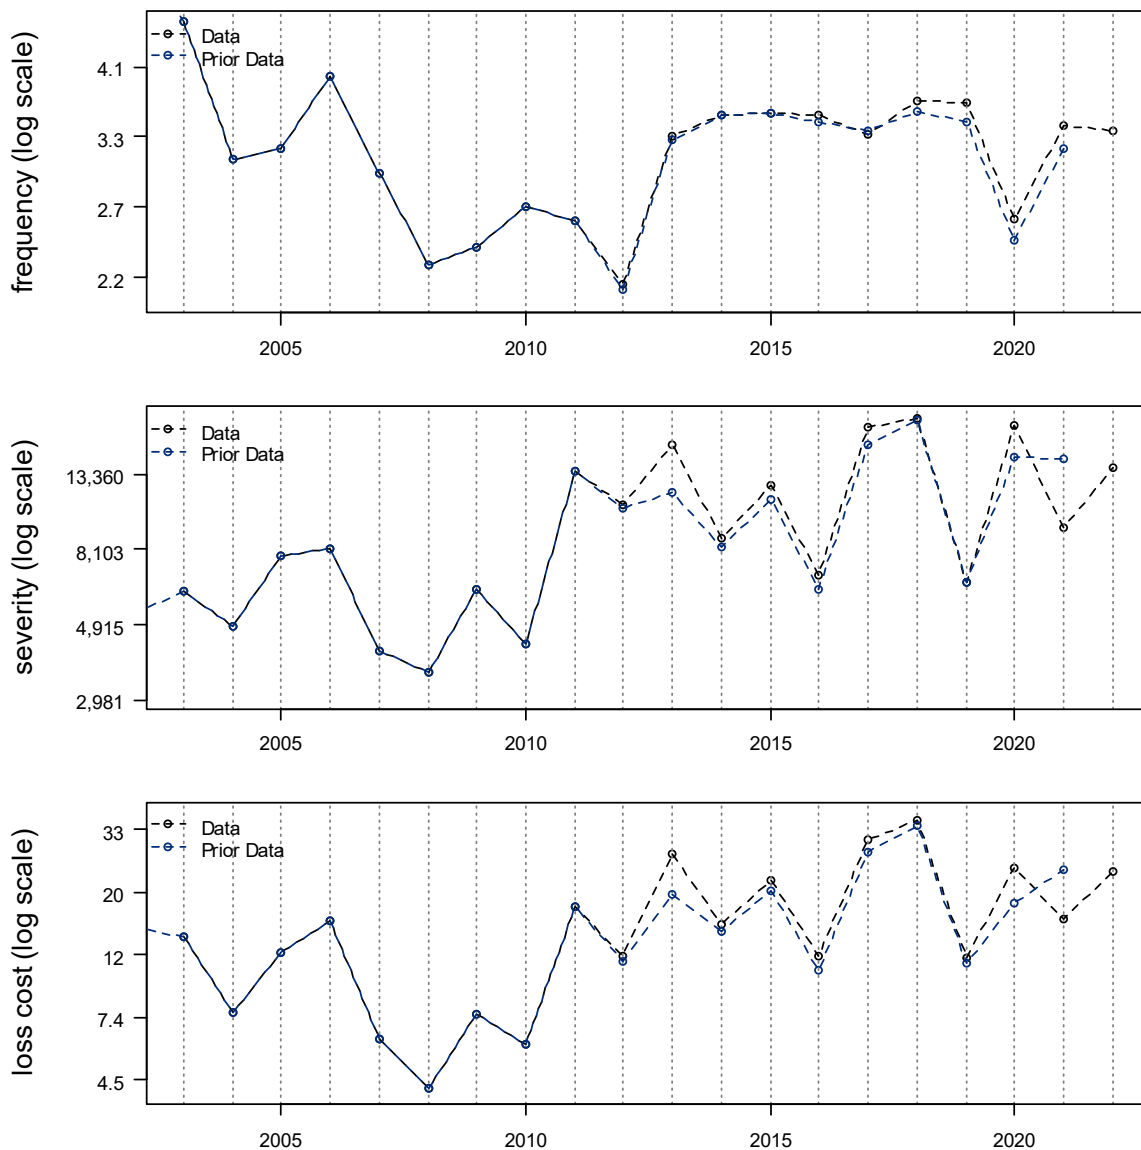 frequency (log scale)
Data
Prior Data
4.1
3.3
2.7
2.2
2005 2010 2015 2020
severity (log scale)
Data
Prior Data
13,360
8,103
4,915
2,981
2005 2010 2015 2020
loss cost (log scale)
Data
Prior Data
33
20
12
7.4
4.5
2005 2010 2015 2020